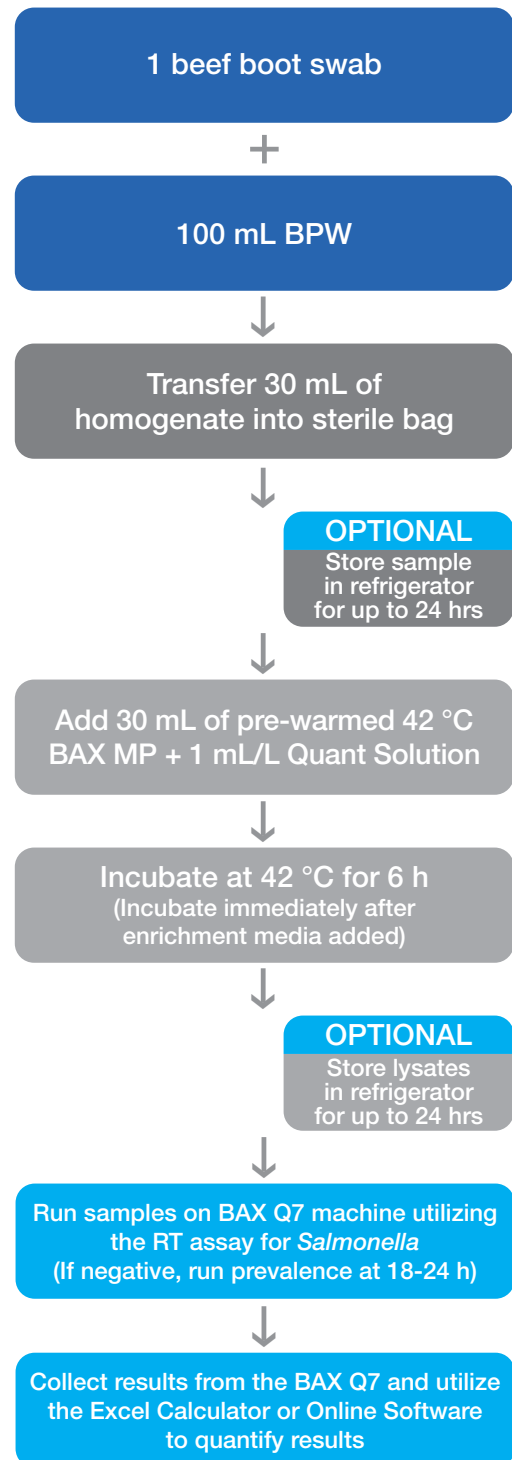 1 beef boot swab
+
100 mL BPW
↓
Transfer 30 mL of
homogenate into sterile bag
↓
OPTIONAL
Store sample
in refrigerator
for up to 24 hrs
↓
Add 30 mL of pre-warmed 42 °C
BAX MP + 1 mL/L Quant Solution
↓
Incubate at 42 °C for 6 h
(Incubate immediately after
enrichment media added)
↓
OPTIONAL
Store lysates
in refrigerator
for up to 24 hrs
↓
Run samples on BAX Q7 machine utilizing
the RT assay for Salmonella
(If negative, run prevalence at 18-24 h)
↓
Collect results from the BAX Q7 and utilize
the Excel Calculator or Online Software
to quantify results